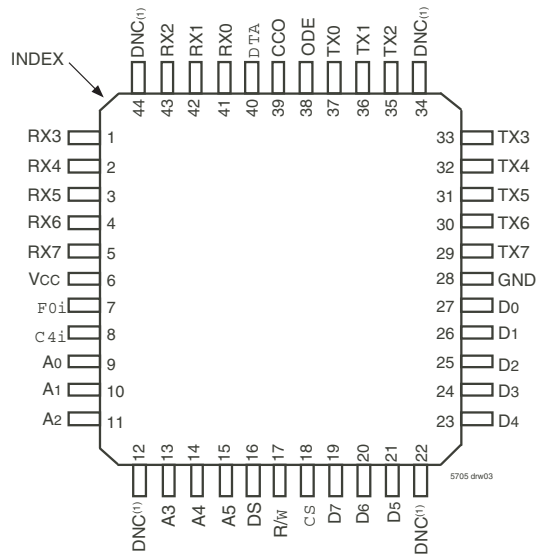 DNC(1) RX2 RX1 RX0 DTA CCO ODE TX0 TX1 TX2 DNC(1)
INDEX
44 43 42 41 40 39 38 37 36 35 34
RX3 1 33 TX3
RX4 2 32 TX4
RX5 3 31 TX5
RX6 4 30 TX6
RX7 5 29 TX7
VCC 6 28 GND
F0i 7 27 D0
C4i 8 26 D1
A0 9 25 D2
A1 10 24 D3
A2 11 23 D4
12 13 14 15 16 17 18 19 20 21 22
5705 drw03
DNC(1) A3 A4 A5 DS R/W CS D7 D6 D5 DNC(1)